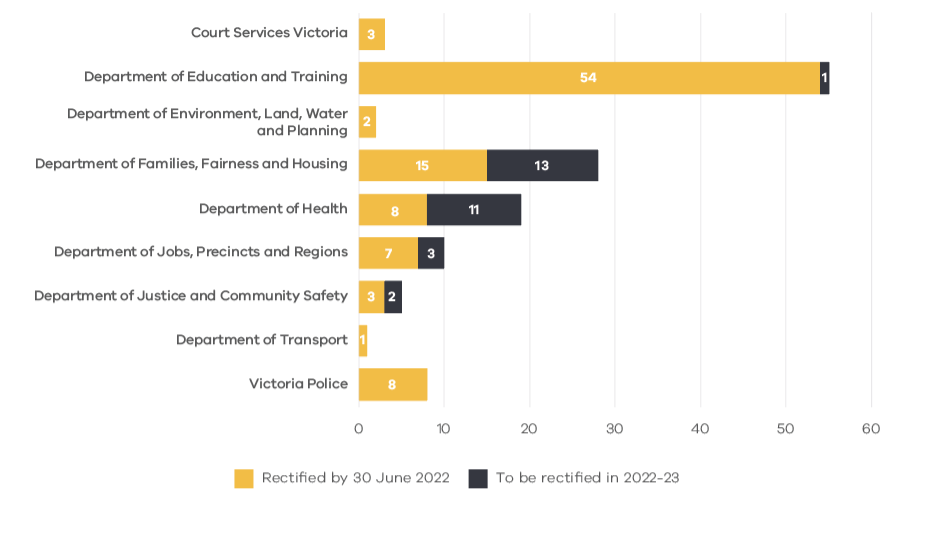 Court Services Victoria
3
Department of Education and Training
54
1
Department of Environment, Land, Water
and Planning
2
Department of Families, Fairness and Housing
15
13
Department of Health
8
11
Department of Jobs, Precincts and Regions
7
3
Department of Justice and Community Safety
3
2
Department of Transport
1
Victoria Police
8
0 10 20 30 40 50 60
Rectified by 30 June 2022 To be rectified in 2022-23